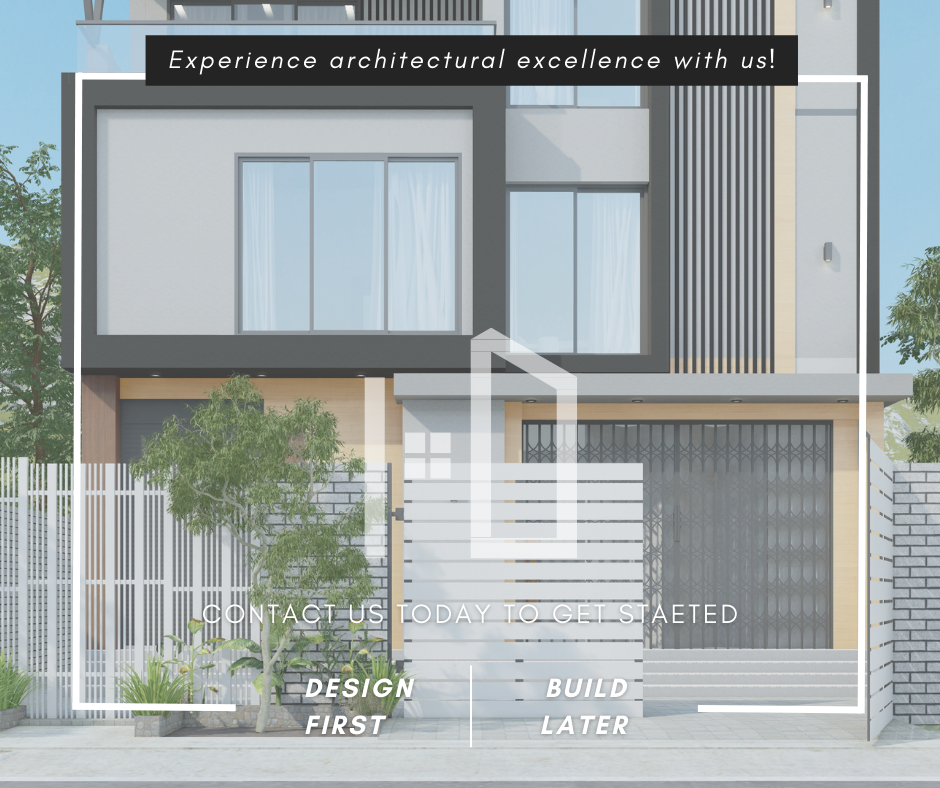 Experience architectural excellence with us!
CONTACT US TODAY TO GET STAETED
DESIGN FIRST
BUILD LATER